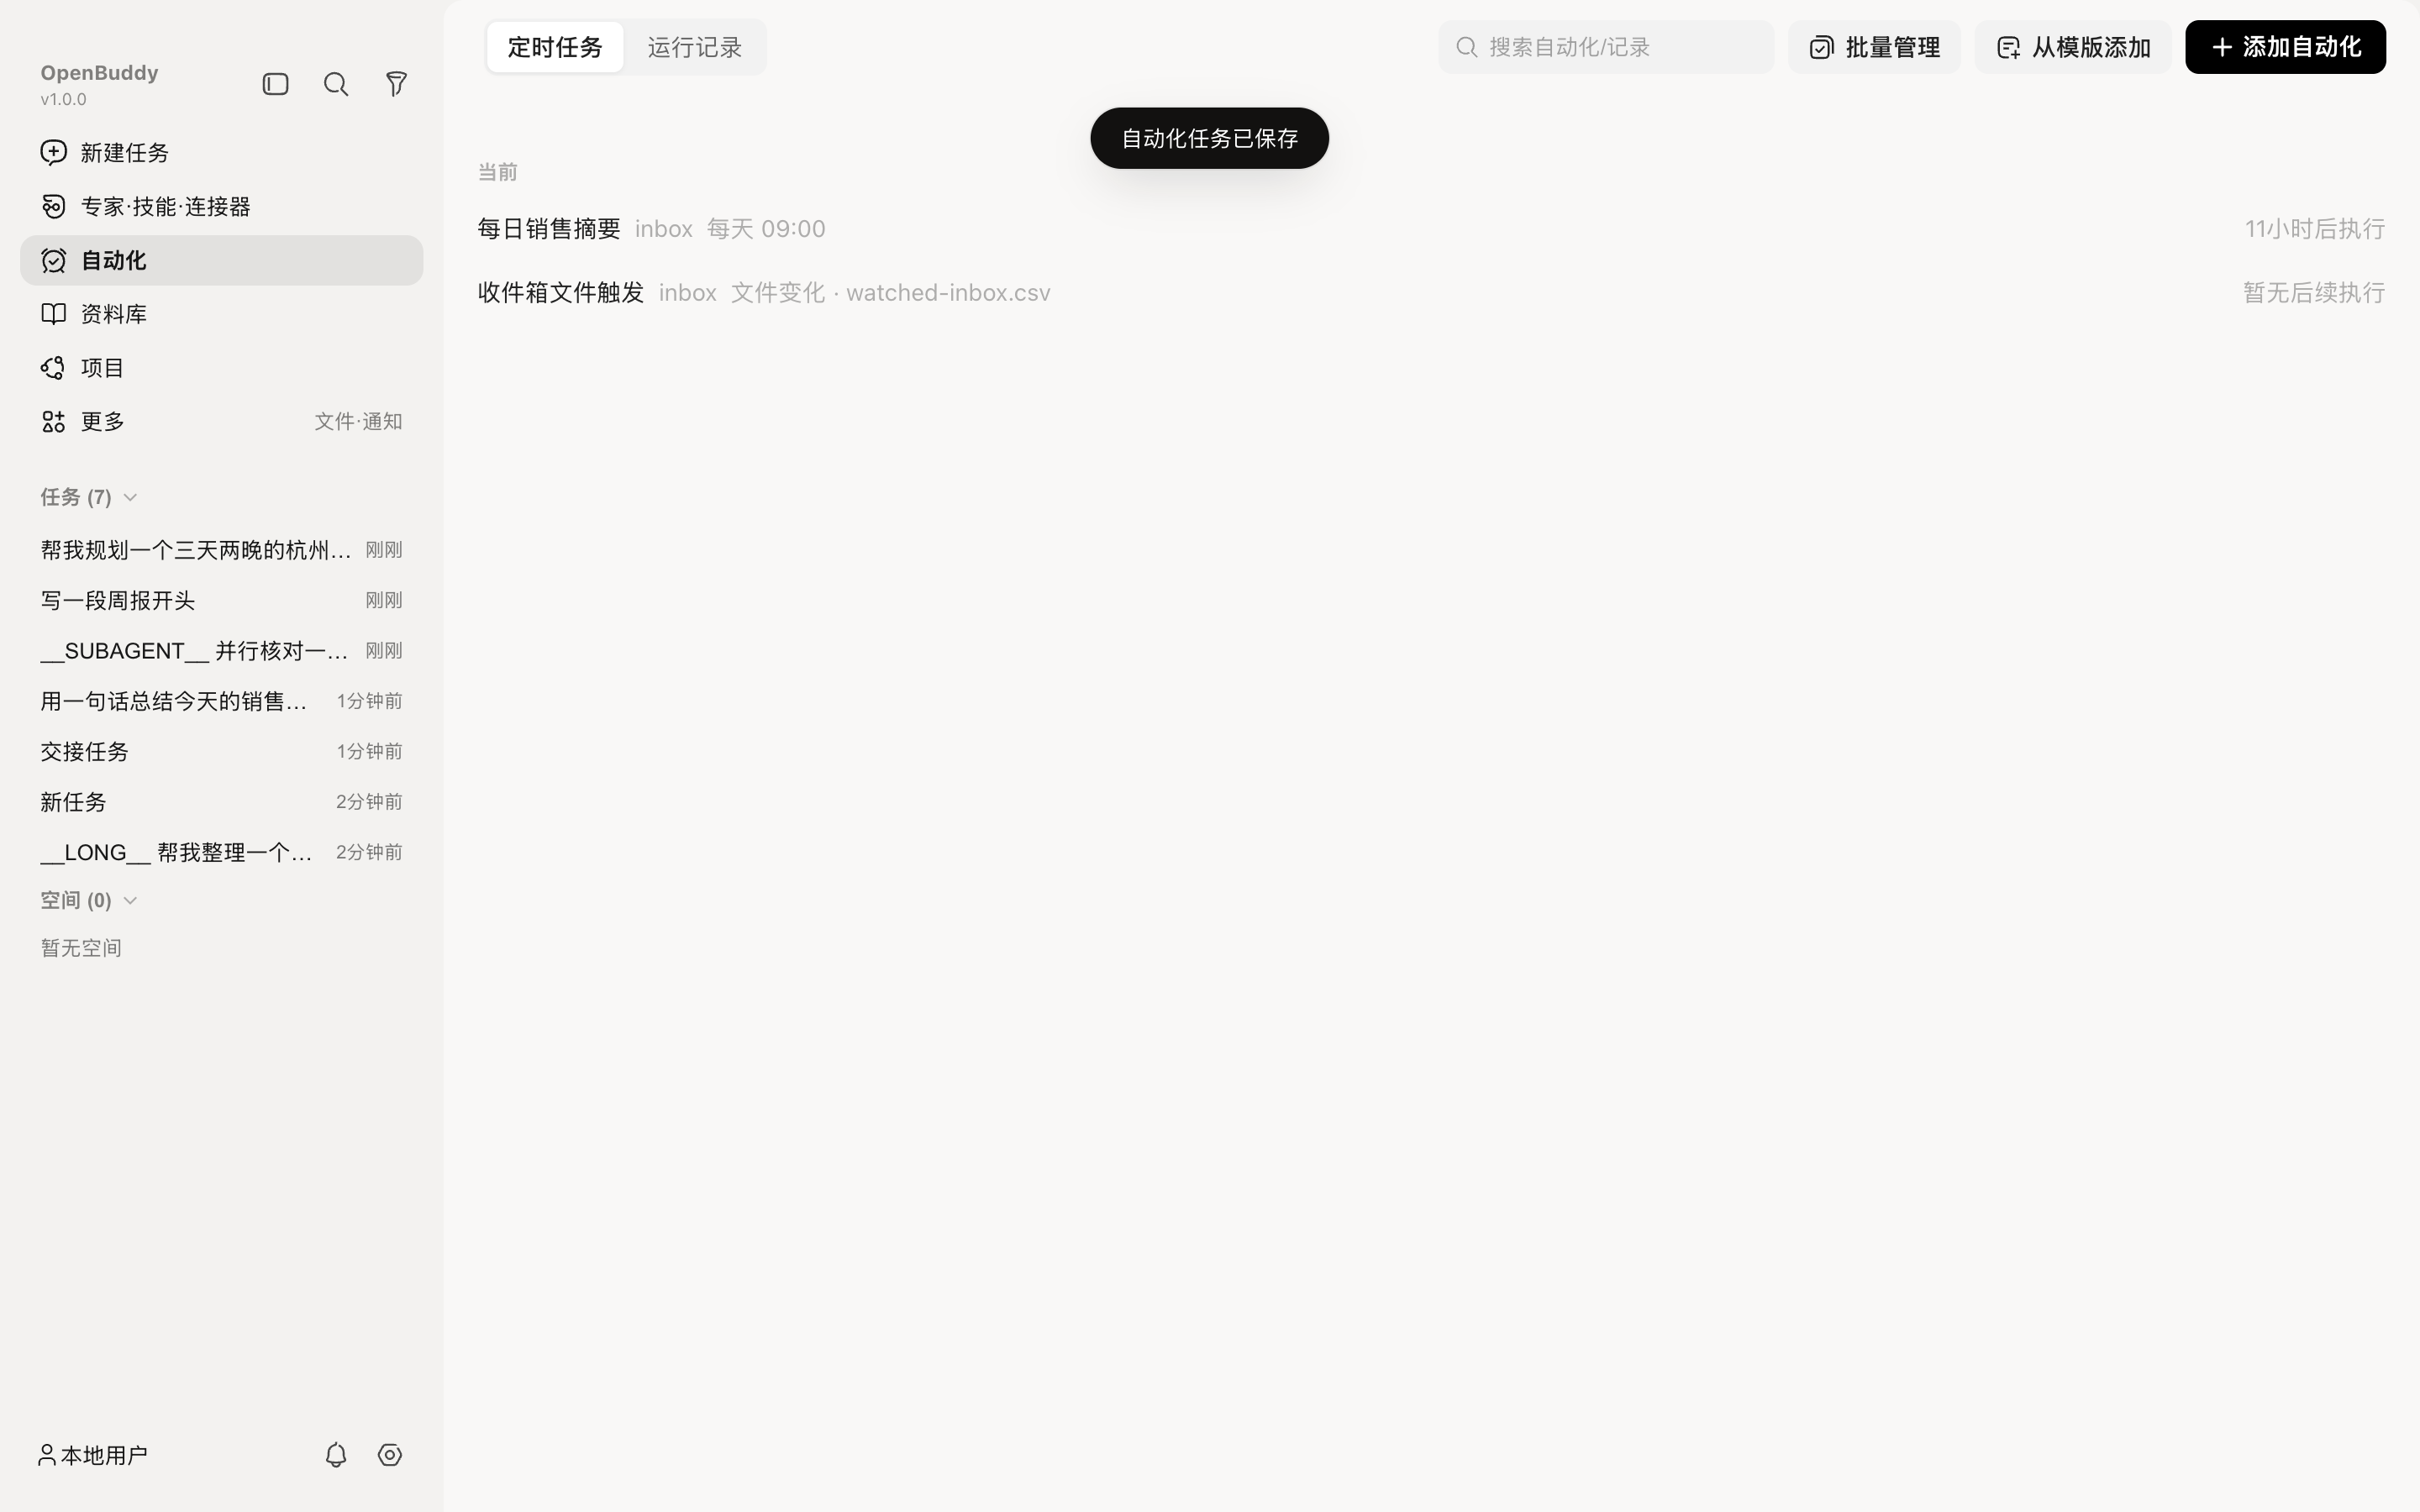 OpenBuddy
v1.0.0
新建任务
专家·技能·连接器
自动化
资料库
项目
更多 文件·通知
任务 (7)
帮我规划一个三天两晚的杭州... 刚刚
写一段周报开头 刚刚
__SUBAGENT__ 并行核对一... 刚刚
用一句话总结今天的销售... 1分钟前
交接任务 1分钟前
新任务 2分钟前
__LONG__ 帮我整理一个... 2分钟前
空间 (0)
暂无空间
本地用户
定时任务 运行记录 搜索自动化/记录 批量管理 从模版添加 添加自动化
自动化任务已保存
当前
每日销售摘要 inbox 每天 09:00 11小时后执行
收件箱文件触发 inbox 文件变化 · watched-inbox.csv 暂无后续执行